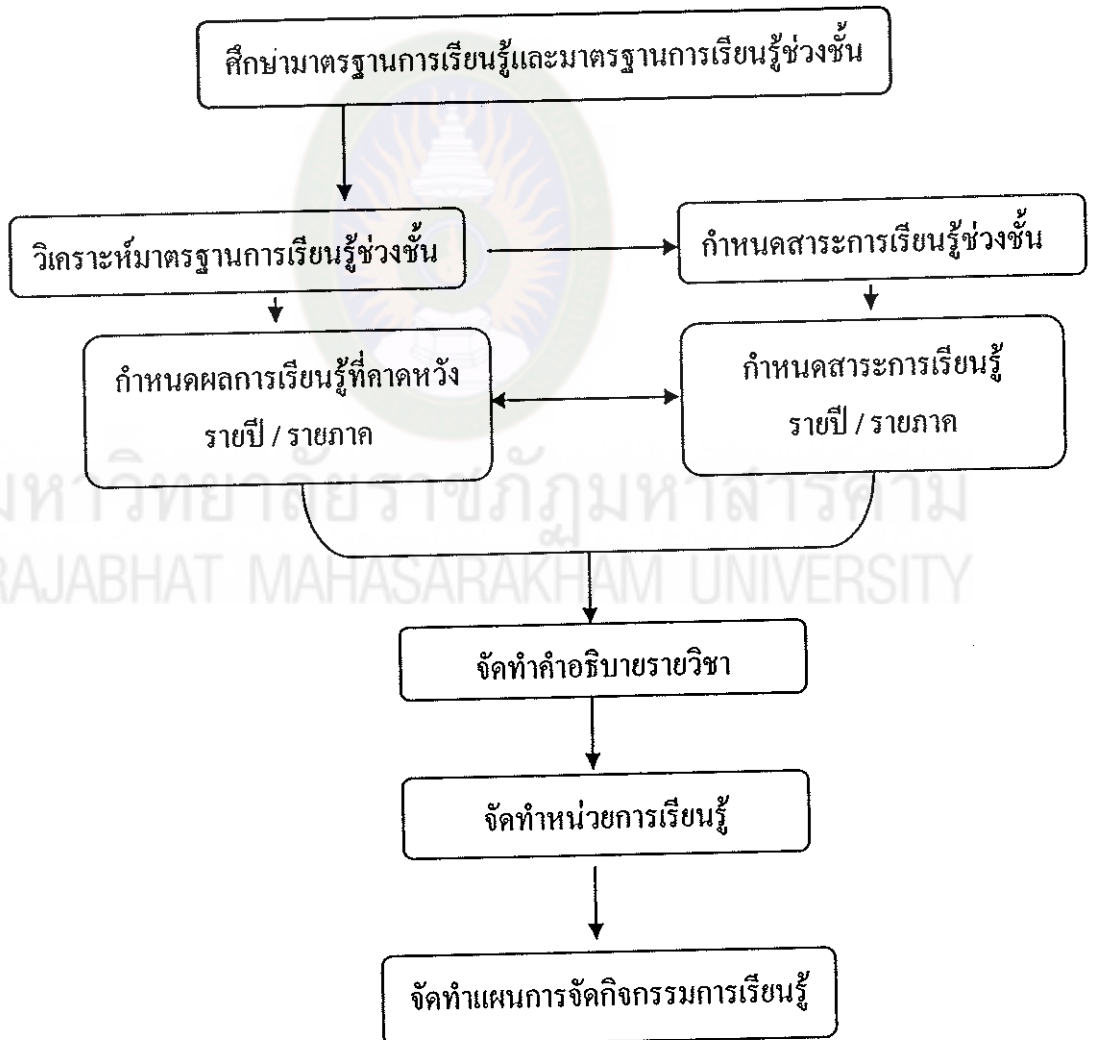 ศึกษามาตรฐานการเรียนรู้และมาตรฐานการเรียนรู้ช่วงชั้น
วิเคราะห์มาตรฐานการเรียนรู้ช่วงชั้น
กำหนดสาระการเรียนรู้ช่วงชั้น
กำหนดผลการเรียนรู้ที่คาดหวัง
รายปี / รายภาค
กำหนดสาระการเรียนรู้
รายปี / รายภาค
มหาวิทยาลัยราชภัฏมหาสารคาม
RAJABHAT MAHASARAKHAM UNIVERSITY
จัดทำคำอธิบายรายวิชา
จัดทำหน่วยการเรียนรู้
จัดทำแผนการจัดกิจกรรมการเรียนรู้